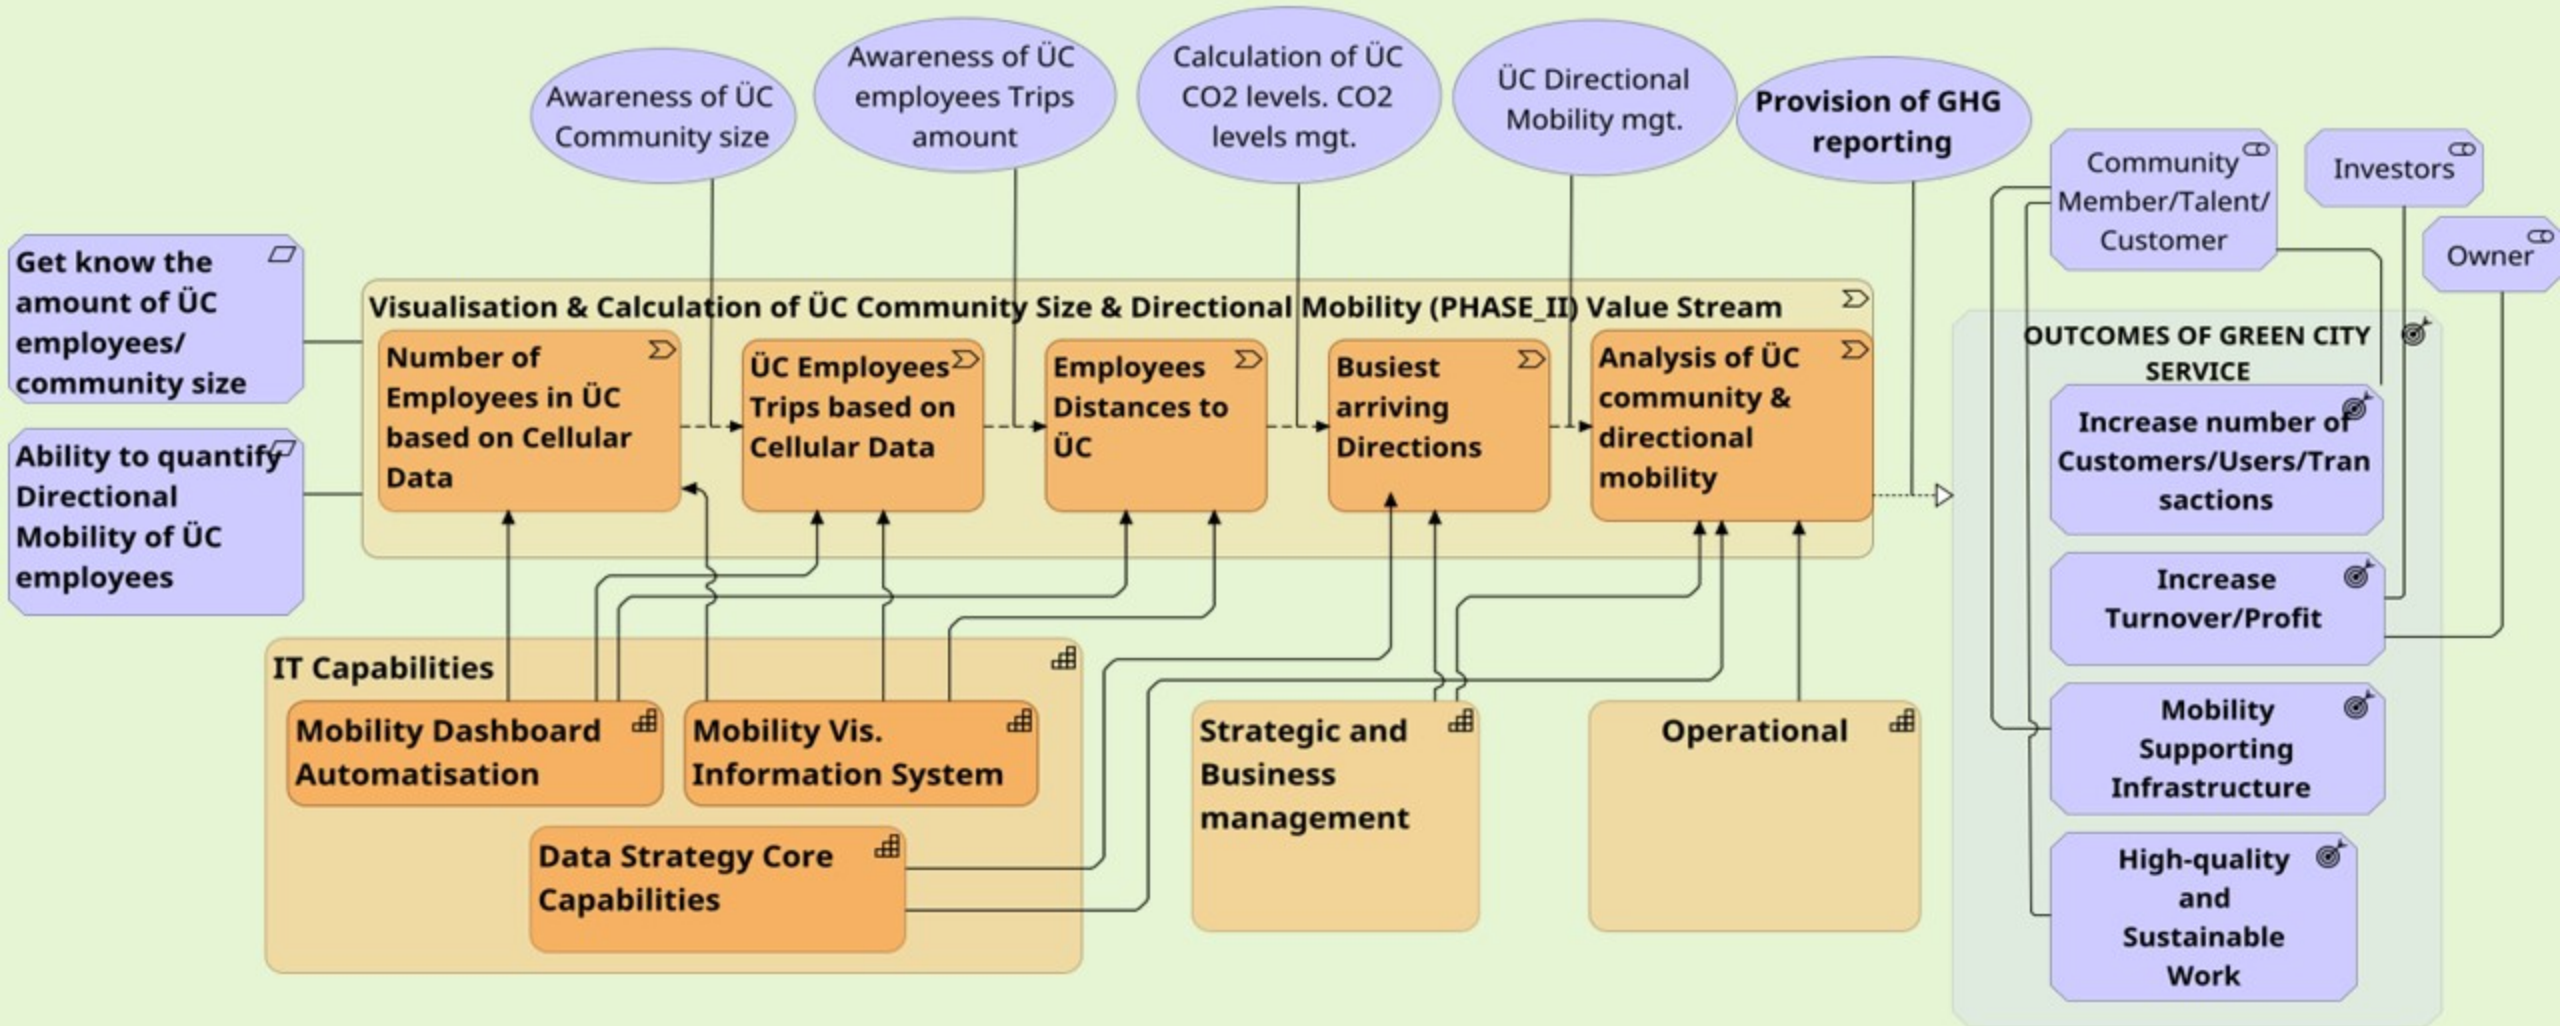 Awareness of ÜC
Community size
Awareness of ÜC
employees Trips
amount
Calculation of ÜC
CO2 levels. CO2
levels mgt.
ÜC Directional
Mobility mgt.
Provision of GHG
reporting
Community
Member/Talent/
Customer
Investors
Owner
Get know the
amount of ÜC
employees/
community size
Ability to quantify
Directional
Mobility of ÜC
employees
Visualisation & Calculation of ÜC Community Size & Directional Mobility (PHASE_II) Value Stream
Number of
Employees in ÜC
based on Cellular
Data
ÜC Employees
Trips based on
Cellular Data
Employees
Distances to
ÜC
Busiest
arriving
Directions
Analysis of ÜC
community &
directional
mobility
OUTCOMES OF GREEN CITY
SERVICE
Increase number of
Customers/Users/Tran
sactions
Increase
Turnover/Profit
Mobility
Supporting
Infrastructure
High-quality
and
Sustainable
Work
IT Capabilities
Mobility Dashboard
Automatisation
Mobility Vis.
Information System
Data Strategy Core
Capabilities
Strategic and
Business
management
Operational